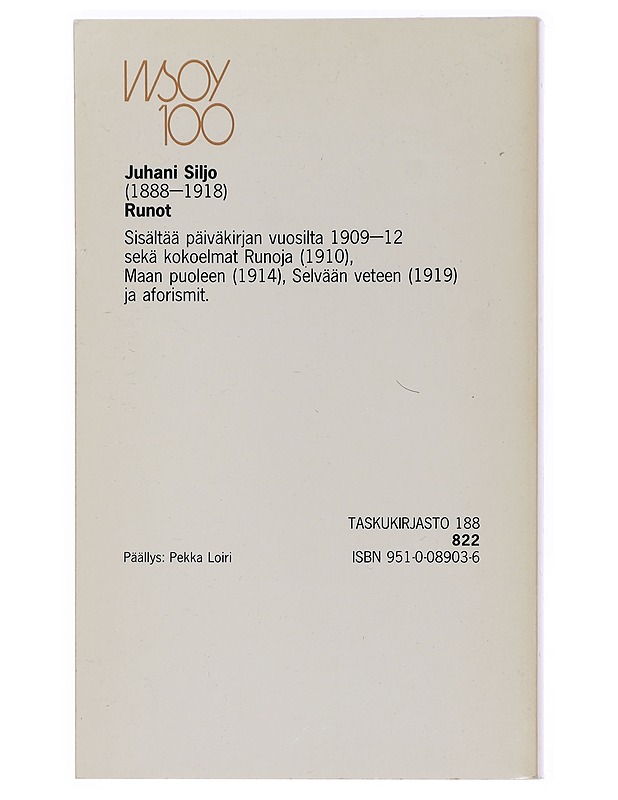 WSOY
100
Juhani Siljo
(1888—1918)
Runot
Sisältää päiväkirjan vuosilta 1909—12
sekä kokoelmat Runoja (1910),
Maan puoleen (1914), Selvään veteen (1919)
ja aforismit.
TASKUKIRJASTO 188
822
Päällys: Pekka Loiri
ISBN 951-0-08903-6